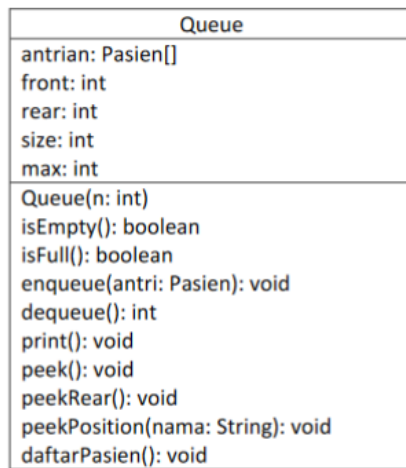 Queue
antrian: Pasien[]
front: int
rear: int
size: int
max: int
Queue(n: int)
isEmpty(): boolean
isFull(): boolean
enqueue(antri: Pasien): void
dequeue(): int
print(): void
peek(): void
peekRear(): void
peekPosition(nama: String): void
daftarPasien(): void